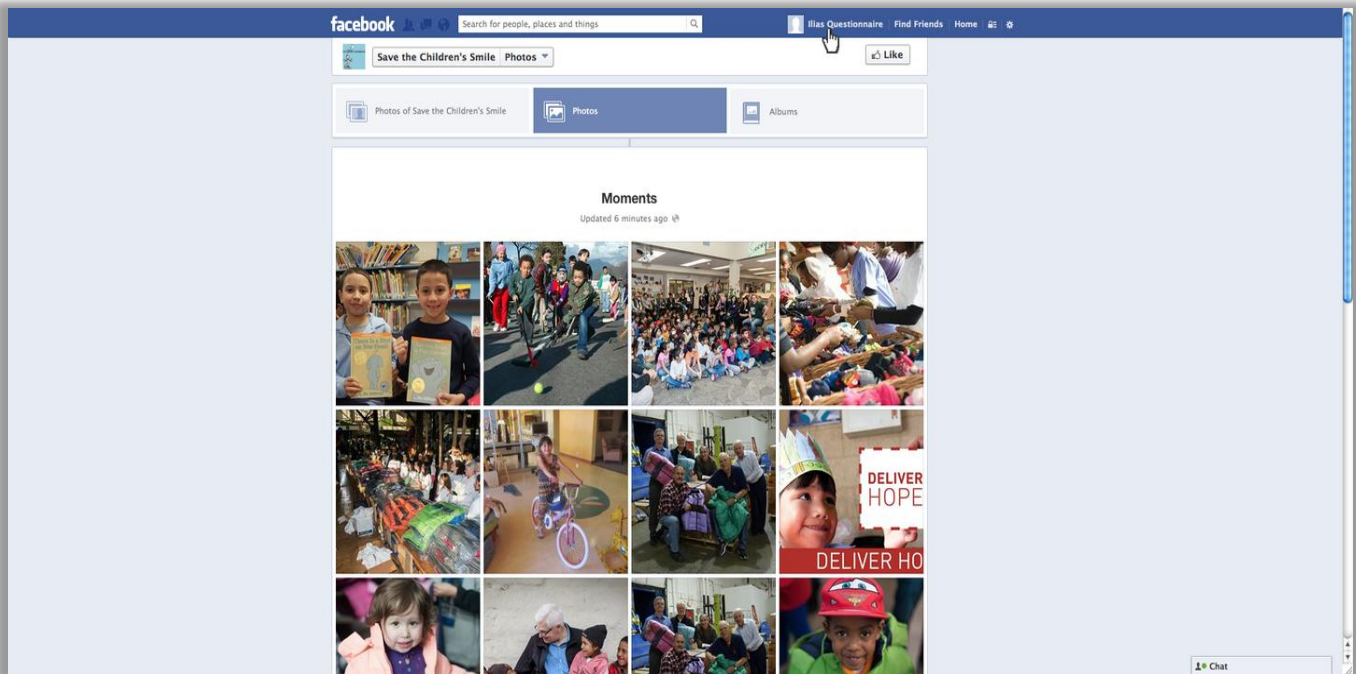 facebook Search for people, places and things Ilias Questionnaire Find Friends Home
Save the Children's Smile Photos Like
Photos of Save the Children's Smile Photos Albums
Moments
Updated 6 minutes ago
DELIVER
HOPE
DELIVER HO
Chat